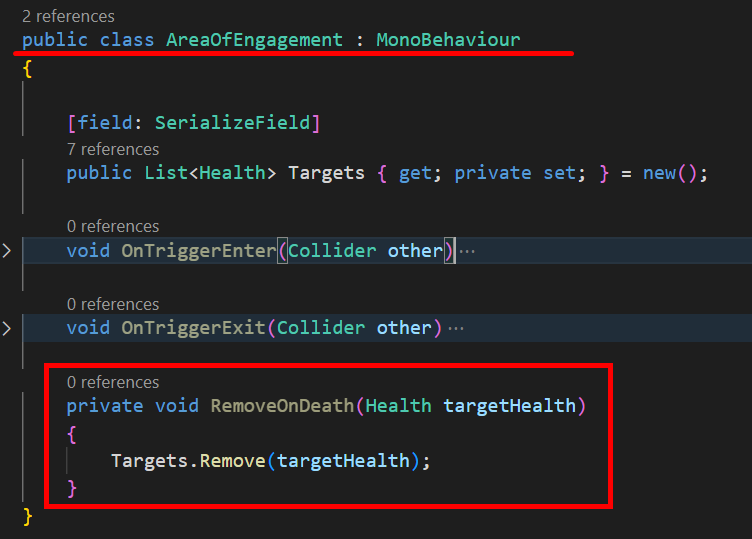 2 references
public class AreaOfEngagement : MonoBehaviour
{
[field: SerializeField]
7 references
public List<Health> Targets { get; private set; } = new();
0 references
void OnTriggerEnter(Collider other)…
0 references
void OnTriggerExit(Collider other)…
0 references
private void RemoveOnDeath(Health targetHealth)
{
Targets.Remove(targetHealth);
}
}